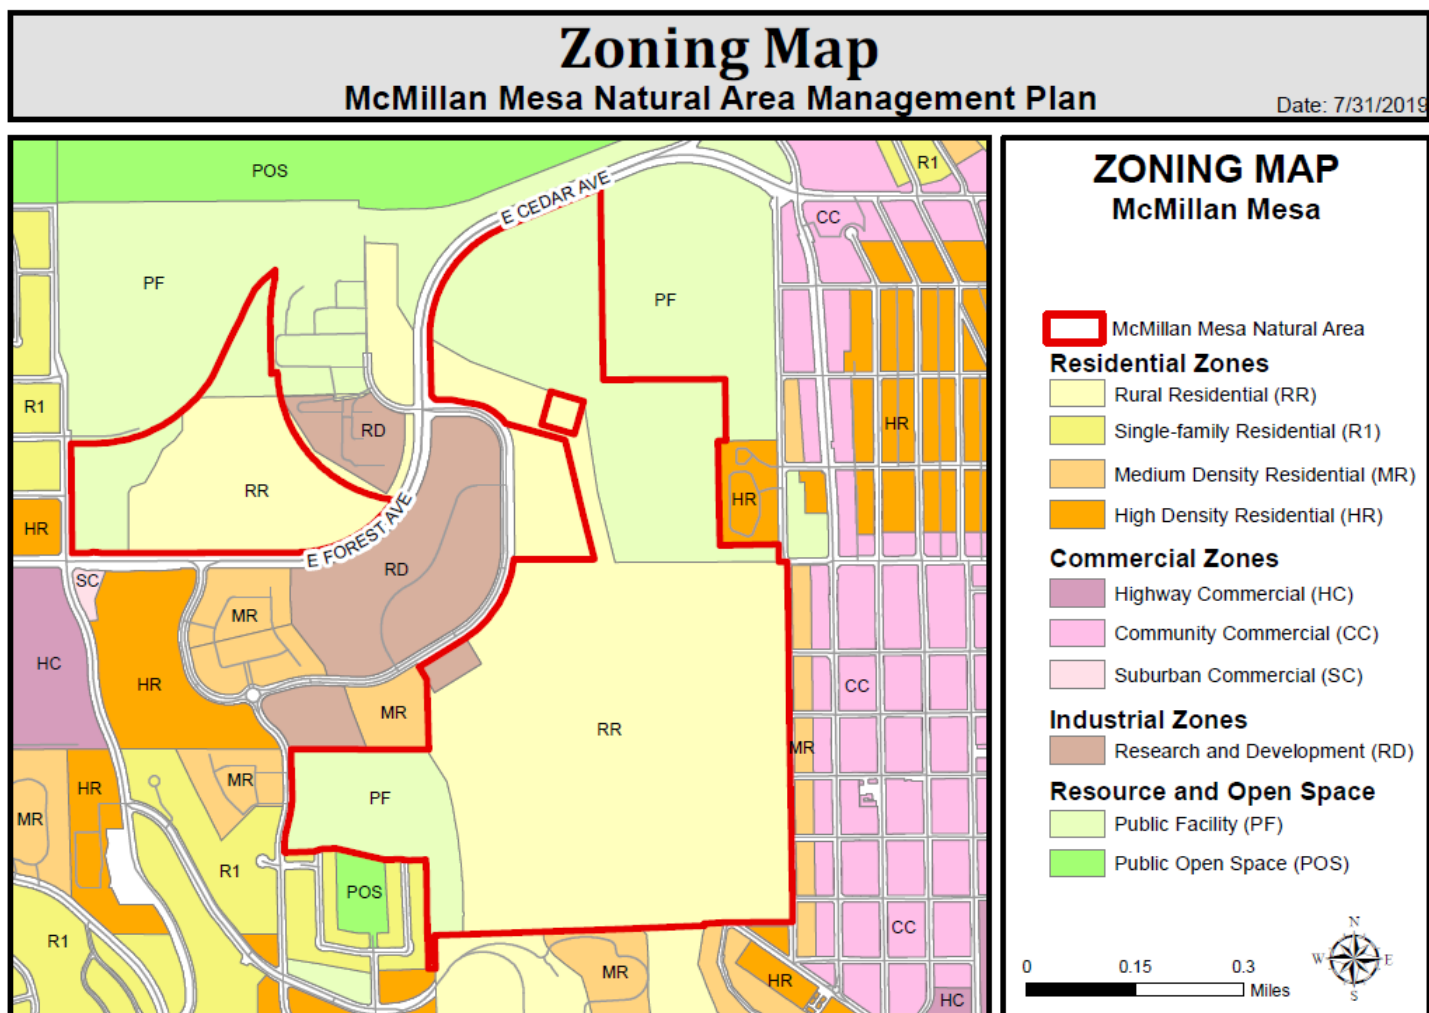 Zoning Map
McMillan Mesa Natural Area Management Plan
Date: 7/31/2019
POS
R1
E CEDAR AVE
CC
PF
PF
R1
RD
HR
RR
HR
HR
E FOREST AVE
RD
SC
MR
HC
HR
MR
CC
RR
MR
MR
HR
PF
MR
R1
POS
R1
CC
MR
HR
HC
ZONING MAP
McMillan Mesa
McMillan Mesa Natural Area
Residential Zones
Rural Residential (RR)
Single-family Residential (R1)
Medium Density Residential (MR)
High Density Residential (HR)
Commercial Zones
Highway Commercial (HC)
Community Commercial (CC)
Suburban Commercial (SC)
Industrial Zones
Research and Development (RD)
Resource and Open Space
Public Facility (PF)
Public Open Space (POS)
N
W E
S
0 0.15 0.3
Miles